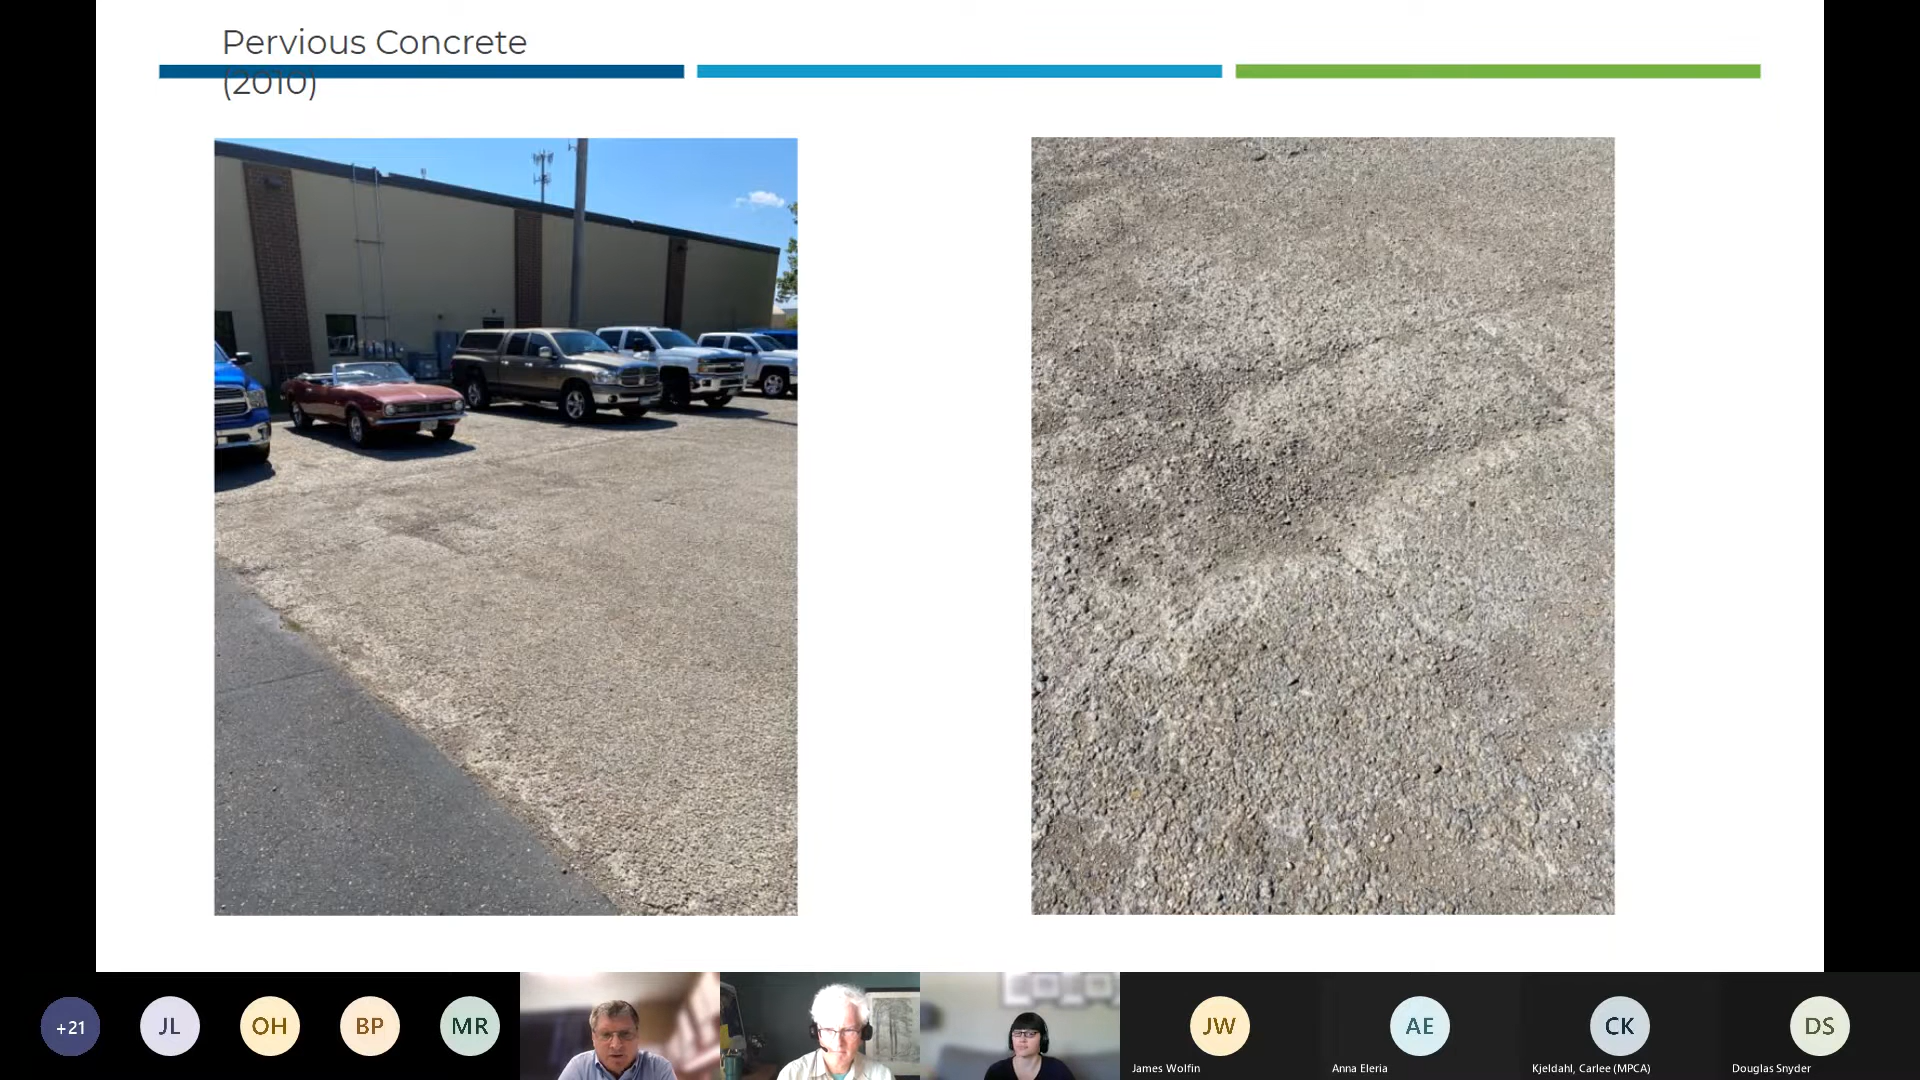 Pervious Concrete
(2010)
+21
JL
OH
BP
MR
JW
AE
CK
DS
James Wolfin
Anna Eleria
Kjeldahl, Carlee (MPCA)
Douglas Snyder